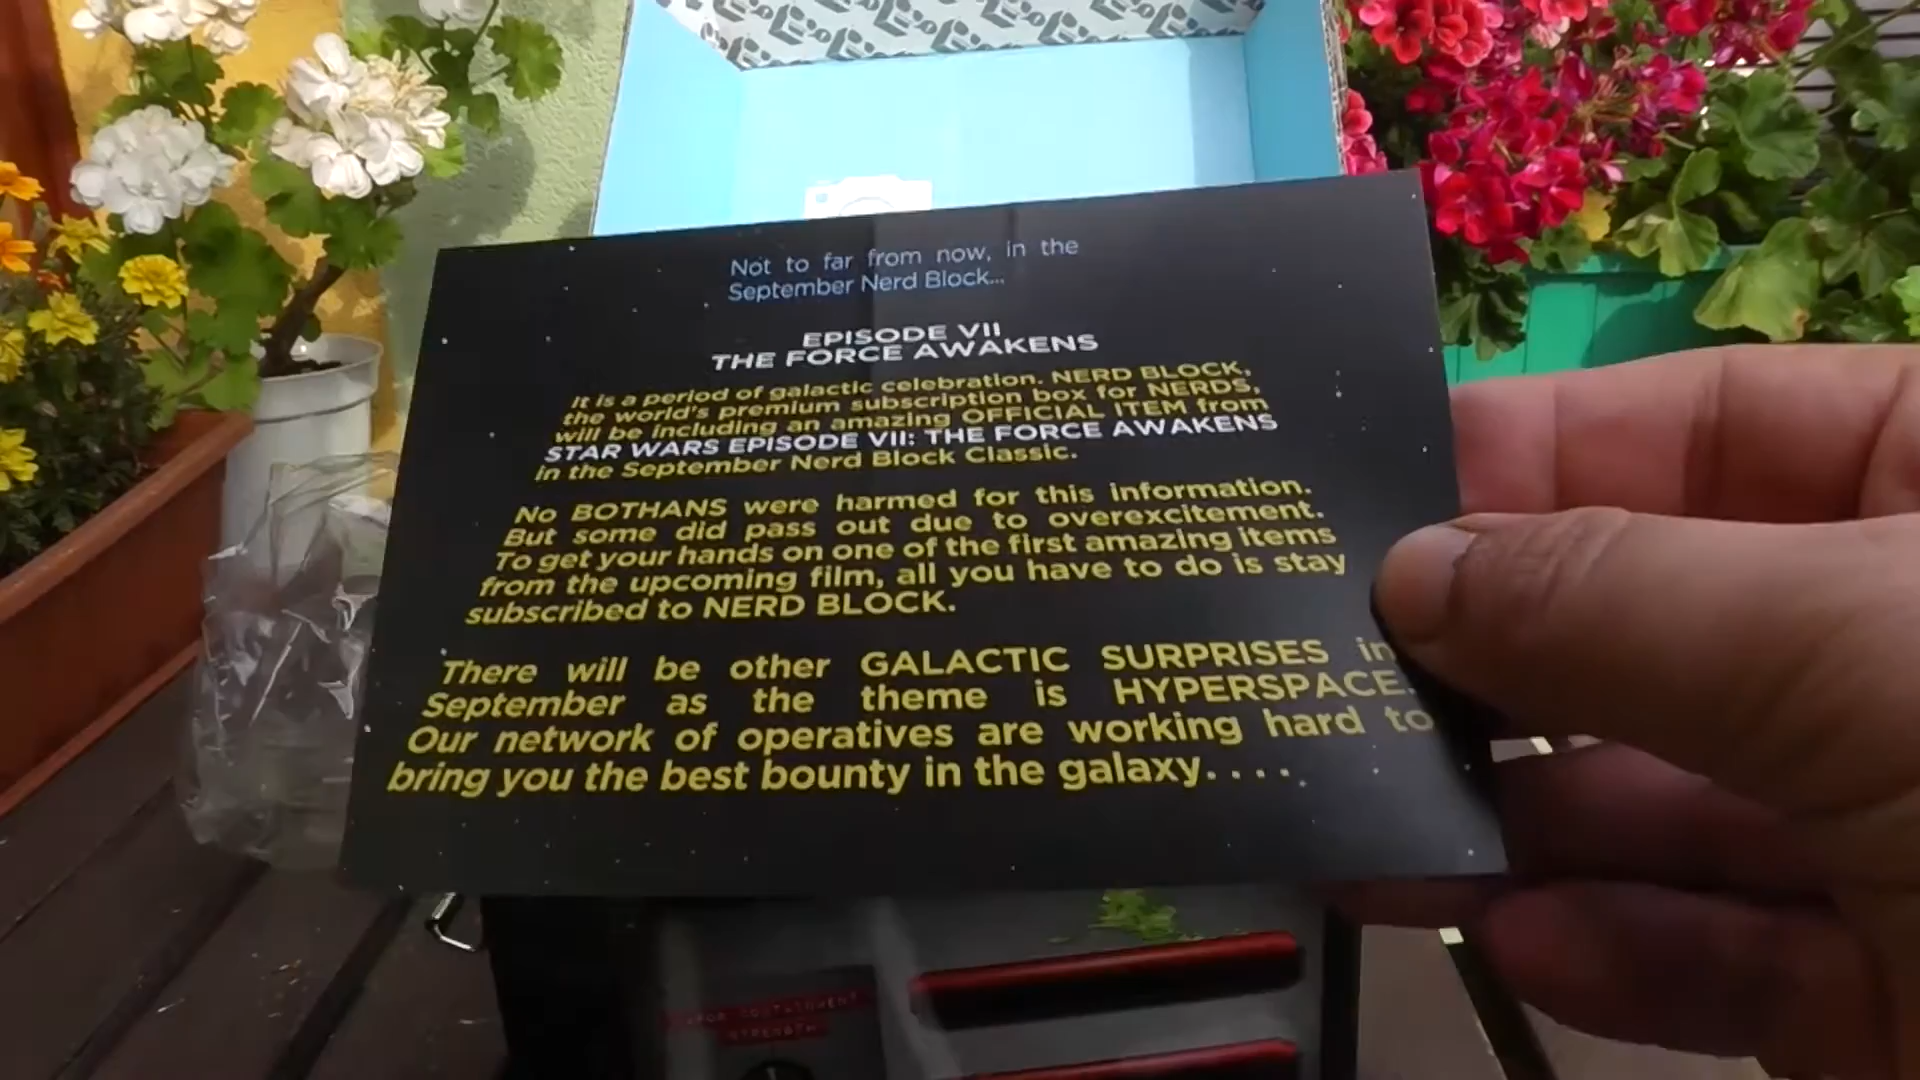 Not to far from now, in the
September Nerd Block...
EPISODE VII
THE FORCE AWAKENS
It is a period of galactic celebration. NERD BLOCK,
the world's premium subscription box for NERDS,
will be including an amazing OFFICIAL ITEM from
STAR WARS EPISODE VII: THE FORCE AWAKENS
in the September Nerd Block Classic.
No BOTHANS were harmed for this information.
But some did pass out due to overexcitement.
To get your hands on one of the first amazing items
from the upcoming film, all you have to do is stay
subscribed to NERD BLOCK.
There will be other GALACTIC SURPRISES in
September as the theme is HYPERSPACE.
Our network of operatives are working hard to
bring you the best bounty in the galaxy....
STRENGTH